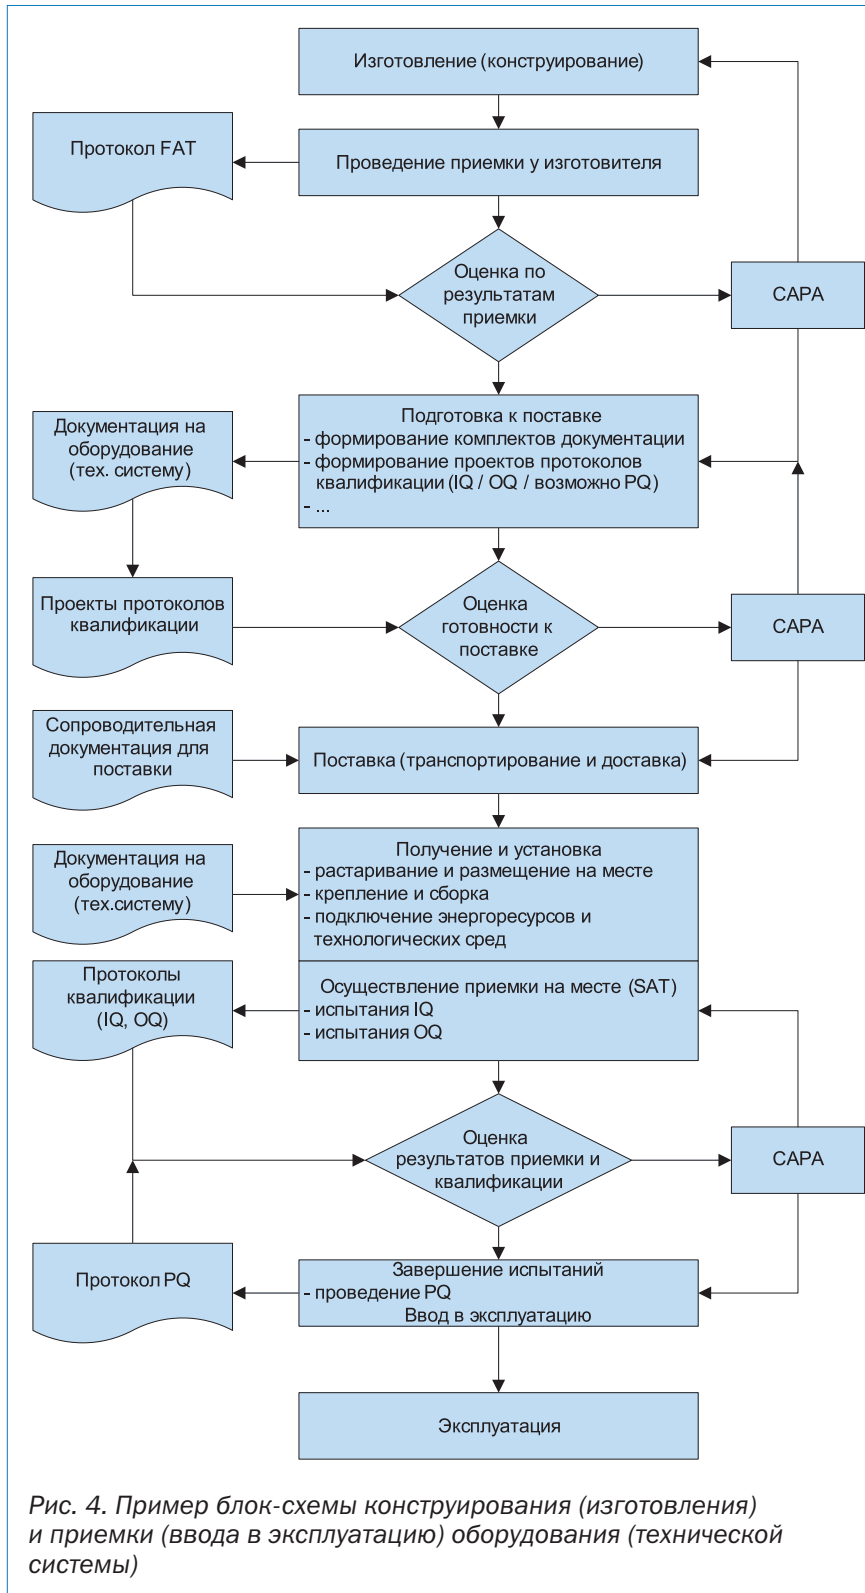 Изготовление (конструирование)
Протокол FAT
Проведение приемки у изготовителя
Оценка по
результатам
приемки
CAPA
Подготовка к поставке
- формирование комплектов документации
- формирование проектов протоколов
квалификации (IQ / OQ / возможно PQ)
- ...
Документация на
оборудование
(тех. систему)
Проекты протоколов
квалификации
Оценка
готовности к
поставке
CAPA
Сопроводительная
документация для
поставки
Поставка (транспортирование и доставка)
Документация на
оборудование
(тех.систему)
Получение и установка
- растаривание и размещение на месте
- крепление и сборка
- подключение энергоресурсов и
технологических сред
Протоколы
квалификации
(IQ, OQ)
Осуществление приемки на месте (SAT)
- испытания IQ
- испытания OQ
Оценка
результатов приемки и
квалификации
CAPA
Протокол PQ
Завершение испытаний
- проведение PQ
Ввод в эксплуатацию
Эксплуатация
Рис. 4. Пример блок-схемы конструирования (изготовления)
и приемки (ввода в эксплуатацию) оборудования (технической
системы)